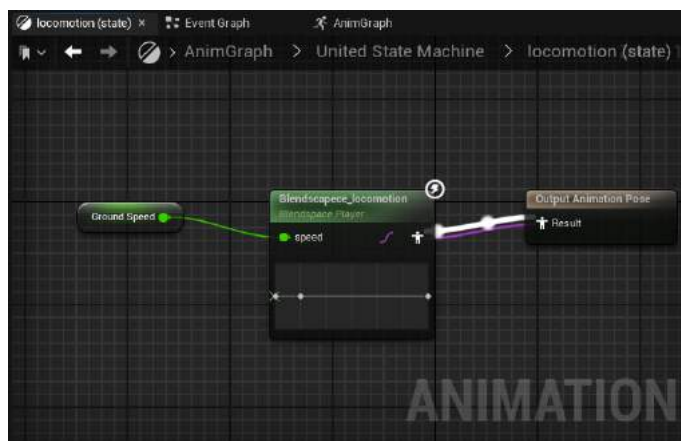 locomotion (state) ×
Event Graph
AnimGraph
AnimGraph > United State Machine > locomotion (state)
Blendscapece_locomotion
Blendspace Player
Output Animation Pose
Ground Speed
speed
Result
ANIMATION